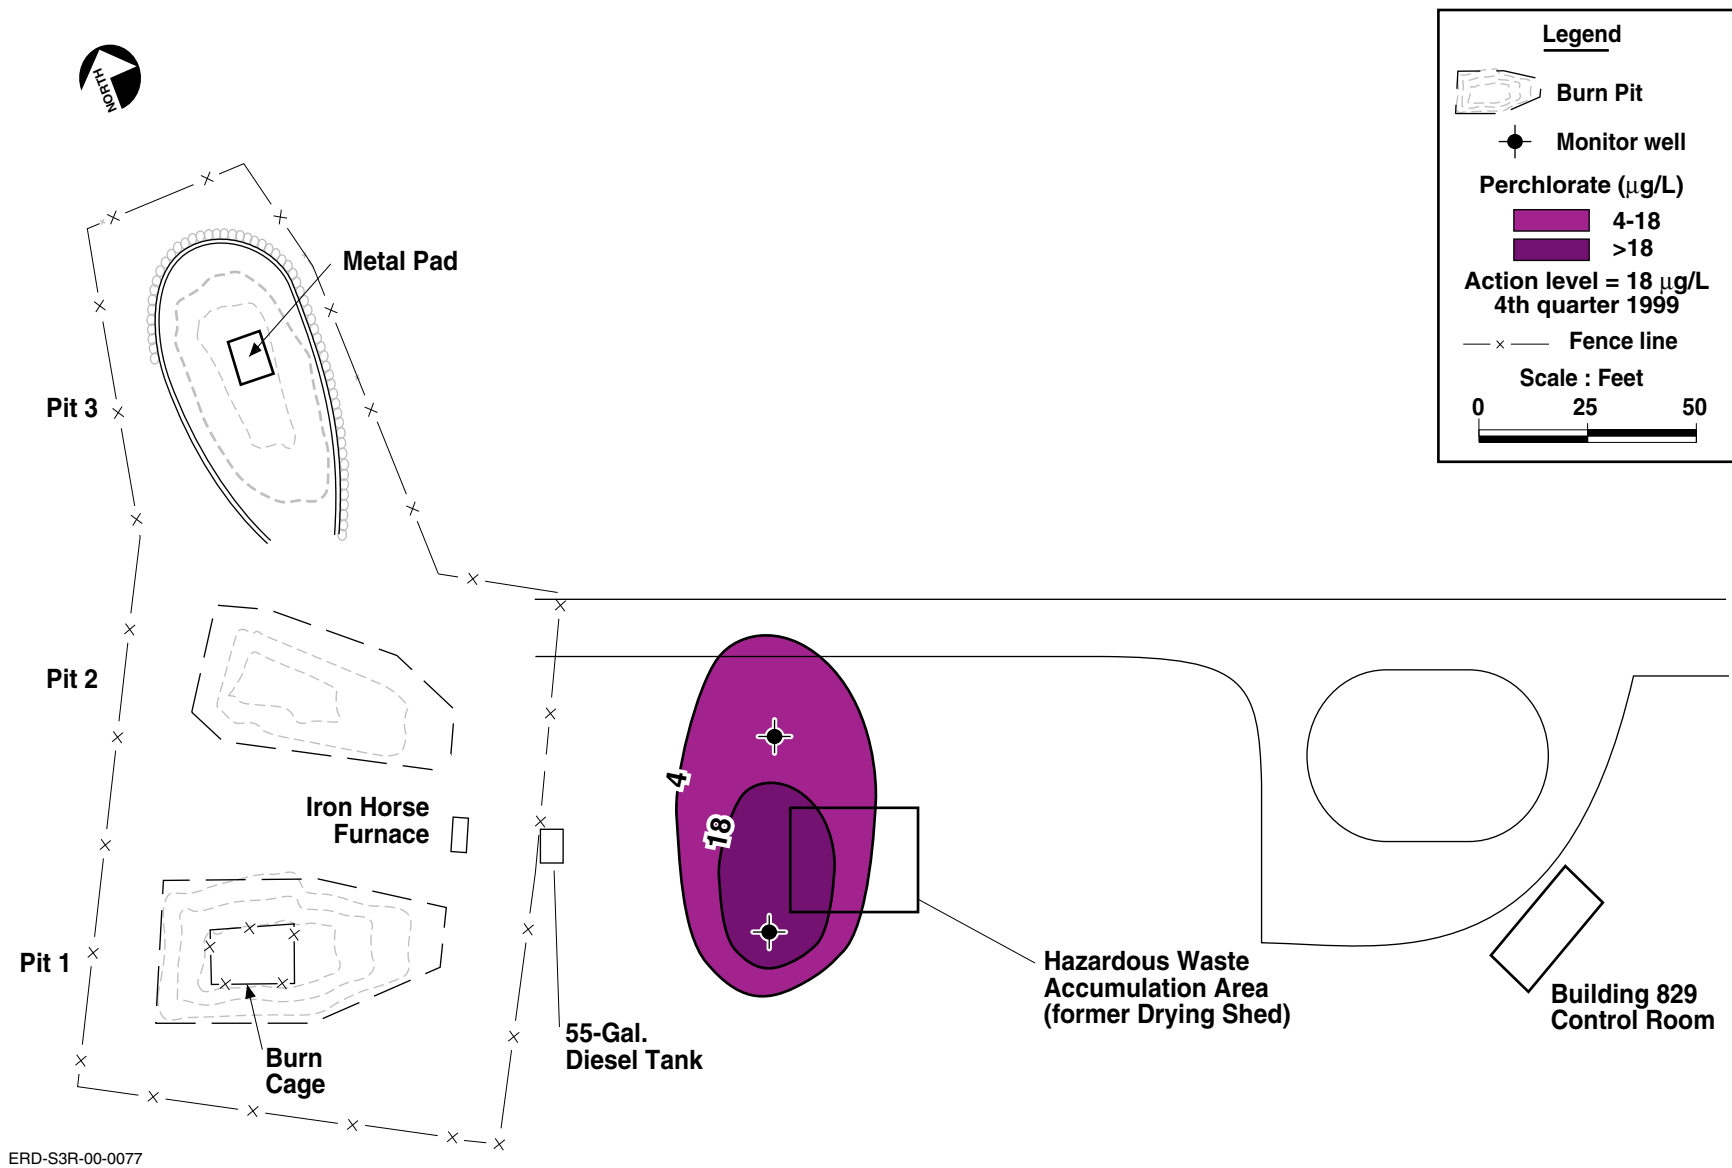 NORTH
Legend
Burn Pit
Monitor well
Perchlorate (μg/L)
4-18
>18
Action level = 18 μg/L
4th quarter 1999
Fence line
Scale : Feet
0 25 50
Metal Pad
Pit 3
Pit 2
4
18
Iron Horse
Furnace
Pit 1
Burn
Cage
55-Gal.
Diesel Tank
Hazardous Waste
Accumulation Area
(former Drying Shed)
Building 829
Control Room
ERD-S3R-00-0077